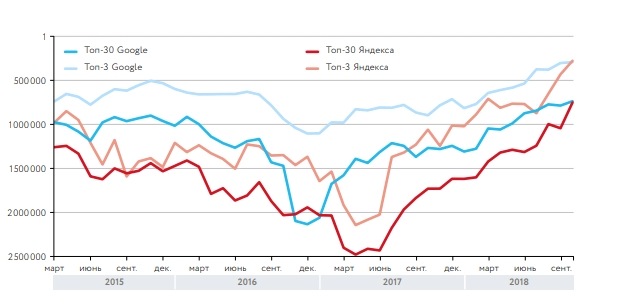 1
Топ-30 Google
Топ-30 Яндекса
Топ-3 Google
Топ-3 Яндекса
500000
1000000
1500000
2000000
2500000
март июнь сент. дек. март июнь сент. дек. март июнь сент. дек. март июнь сент.
2015 2016 2017 2018